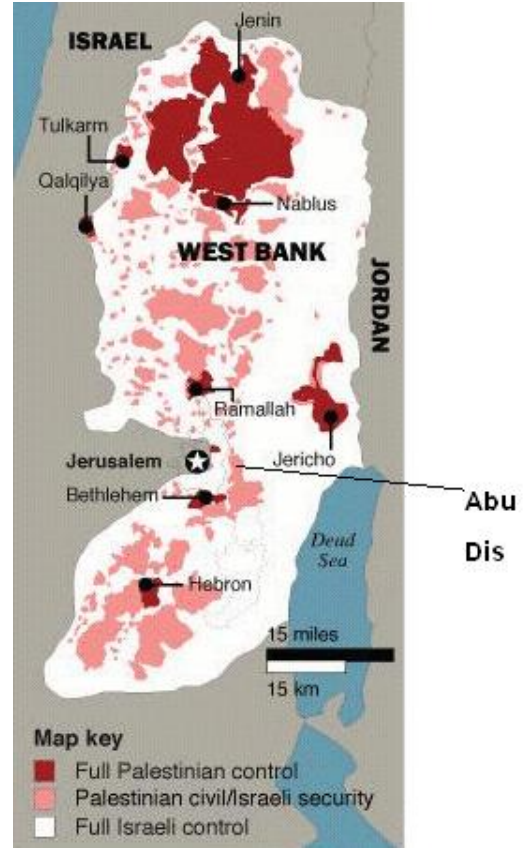 ISRAEL
Jenin
Tulkarm
Qalqilya
Nablus
WEST BANK
JORDAN
Ramallah
Jerusalem
Jericho
Bethlehem
Abu
Dis
Dead
Sea
Hebron
15 miles
15 km
Map key
Full Palestinian control
Palestinian civil/Israeli security
Full Israeli control